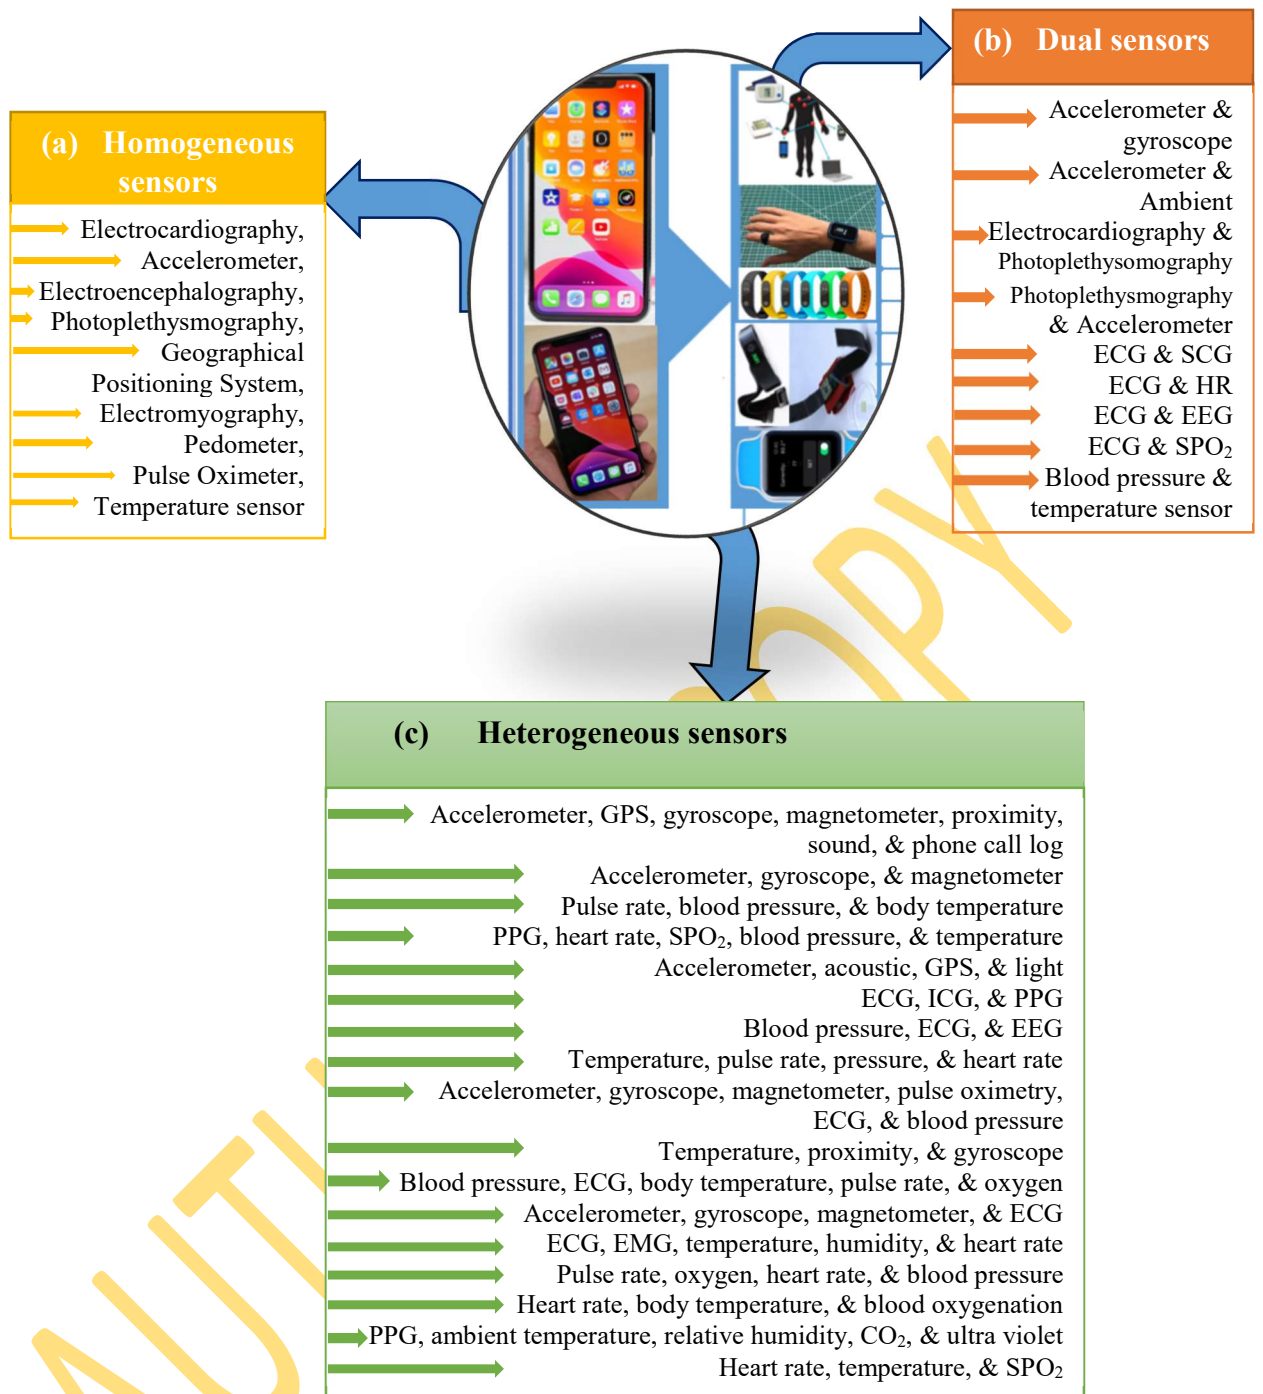 (a) Homogeneous
sensors
Electrocardiography,
Accelerometer,
Electroencephalography,
Photoplethysmography,
Geographical
Positioning System,
Electromyography,
Pedometer,
Pulse Oximeter,
Temperature sensor
(b) Dual sensors
Accelerometer &
gyroscope
Accelerometer &
Ambient
Electrocardiography &
Photoplethysomography
Photoplethysmography
& Accelerometer
ECG & SCG
ECG & HR
ECG & EEG
ECG & SPO₂
Blood pressure &
temperature sensor
(c) Heterogeneous sensors
Accelerometer, GPS, gyroscope, magnetometer, proximity,
sound, & phone call log
Accelerometer, gyroscope, & magnetometer
Pulse rate, blood pressure, & body temperature
PPG, heart rate, SPO₂, blood pressure, & temperature
Accelerometer, acoustic, GPS, & light
ECG, ICG, & PPG
Blood pressure, ECG, & EEG
Temperature, pulse rate, pressure, & heart rate
Accelerometer, gyroscope, magnetometer, pulse oximetry,
ECG, & blood pressure
Temperature, proximity, & gyroscope
Blood pressure, ECG, body temperature, pulse rate, & oxygen
Accelerometer, gyroscope, magnetometer, & ECG
ECG, EMG, temperature, humidity, & heart rate
Pulse rate, oxygen, heart rate, & blood pressure
Heart rate, body temperature, & blood oxygenation
PPG, ambient temperature, relative humidity, CO₂, & ultra violet
Heart rate, temperature, & SPO₂